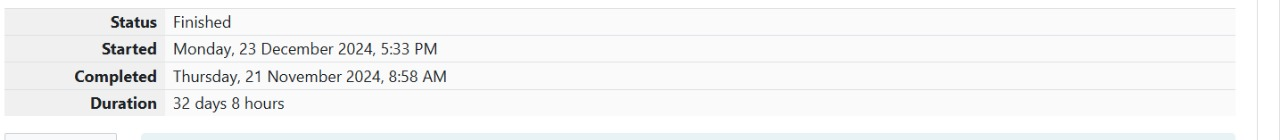 Status Finished
Started Monday, 23 December 2024, 5:33 PM
Completed Thursday, 21 November 2024, 8:58 AM
Duration 32 days 8 hours